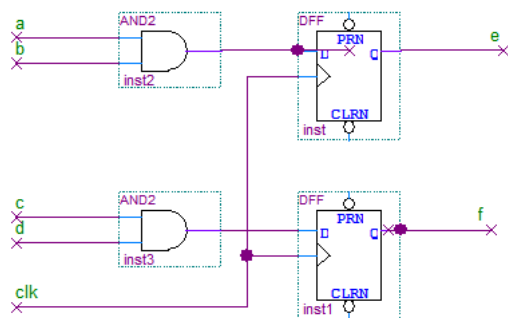 a
b
AND2
inst2
DFF
PRN
D
Q
CLRN
inst
e
c
d
AND2
inst3
DFF
PRN
D
Q
CLRN
inst1
f
clk